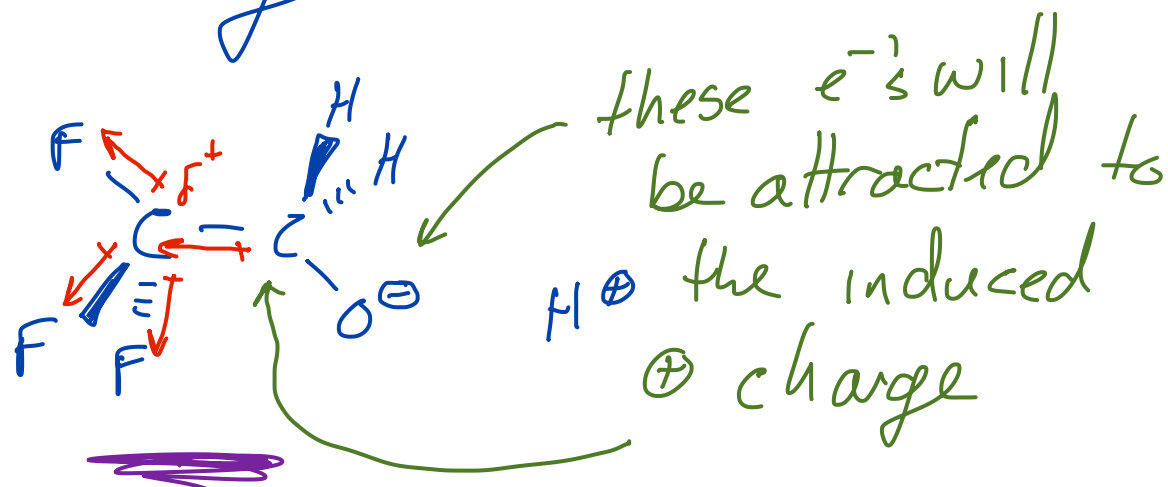 these e⁻'s will
be attracted to
the induced
⊕ charge
H
F δ⁺ H
C C
O⊖ H⊕
F F